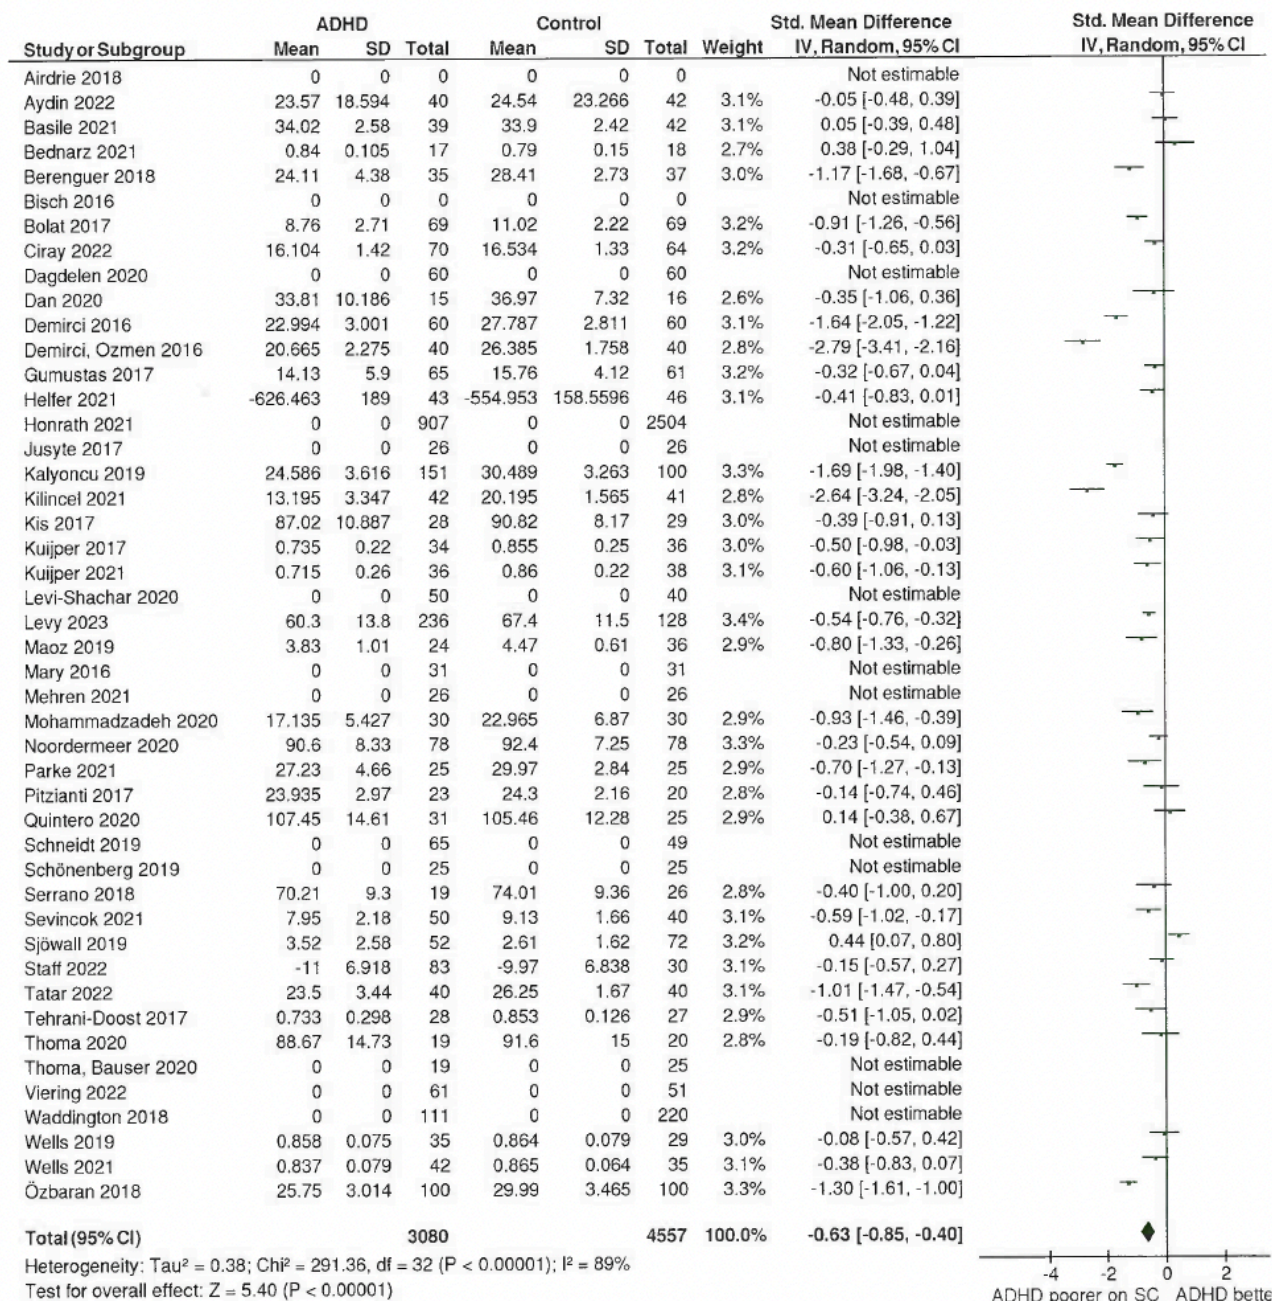 ADHD Control Std. Mean Difference Std. Mean Difference
Study or Subgroup Mean SD Total Mean SD Total Weight IV, Random, 95% CI IV, Random, 95% CI
Airdrie 2018 0 0 0 0 0 0 Not estimable
Aydin 2022 23.57 18.594 40 24.54 23.266 42 3.1% -0.05 [-0.48, 0.39]
Basile 2021 34.02 2.58 39 33.9 2.42 42 3.1% 0.05 [-0.39, 0.48]
Bednarz 2021 0.84 0.105 17 0.79 0.15 18 2.7% 0.38 [-0.29, 1.04]
Berenguer 2018 24.11 4.38 35 28.41 2.73 37 3.0% -1.17 [-1.68, -0.67]
Bisch 2016 0 0 0 0 0 0 Not estimable
Bolat 2017 8.76 2.71 69 11.02 2.22 69 3.2% -0.91 [-1.26, -0.56]
Ciray 2022 16.104 1.42 70 16.534 1.33 64 3.2% -0.31 [-0.65, 0.03]
Dagdelen 2020 0 0 60 0 0 60 Not estimable
Dan 2020 33.81 10.186 15 36.97 7.32 16 2.6% -0.35 [-1.06, 0.36]
Demirci 2016 22.994 3.001 60 27.787 2.811 60 3.1% -1.64 [-2.05, -1.22]
Demirci, Ozmen 2016 20.665 2.275 40 26.385 1.758 40 2.8% -2.79 [-3.41, -2.16]
Gumustas 2017 14.13 5.9 65 15.76 4.12 61 3.2% -0.32 [-0.67, 0.04]
Helfer 2021 -626.463 189 43 -554.953 158.5596 46 3.1% -0.41 [-0.83, 0.01]
Honrath 2021 0 0 907 0 0 2504 Not estimable
Jusyte 2017 0 0 26 0 0 26 Not estimable
Kalyoncu 2019 24.586 3.616 151 30.489 3.263 100 3.3% -1.69 [-1.98, -1.40]
Kilincel 2021 13.195 3.347 42 20.195 1.565 41 2.8% -2.64 [-3.24, -2.05]
Kis 2017 87.02 10.887 28 90.82 8.17 29 3.0% -0.39 [-0.91, 0.13]
Kuijper 2017 0.735 0.22 34 0.855 0.25 36 3.0% -0.50 [-0.98, -0.03]
Kuijper 2021 0.715 0.26 36 0.86 0.22 38 3.1% -0.60 [-1.06, -0.13]
Levi-Shachar 2020 0 0 50 0 0 40 Not estimable
Levy 2023 60.3 13.8 236 67.4 11.5 128 3.4% -0.54 [-0.76, -0.32]
Maoz 2019 3.83 1.01 24 4.47 0.61 36 2.9% -0.80 [-1.33, -0.26]
Mary 2016 0 0 31 0 0 31 Not estimable
Mehren 2021 0 0 26 0 0 26 Not estimable
Mohammadzadeh 2020 17.135 5.427 30 22.965 6.87 30 2.9% -0.93 [-1.46, -0.39]
Noordermeer 2020 90.6 8.33 78 92.4 7.25 78 3.3% -0.23 [-0.54, 0.09]
Parke 2021 27.23 4.66 25 29.97 2.84 25 2.9% -0.70 [-1.27, -0.13]
Pitzianti 2017 23.935 2.97 23 24.3 2.16 20 2.8% -0.14 [-0.74, 0.46]
Quintero 2020 107.45 14.61 31 105.46 12.28 25 2.9% 0.14 [-0.38, 0.67]
Schneidt 2019 0 0 65 0 0 49 Not estimable
Schönenberg 2019 0 0 25 0 0 25 Not estimable
Serrano 2018 70.21 9.3 19 74.01 9.36 26 2.8% -0.40 [-1.00, 0.20]
Sevincok 2021 7.95 2.18 50 9.13 1.66 40 3.1% -0.59 [-1.02, -0.17]
Sjöwall 2019 3.52 2.58 52 2.61 1.62 72 3.2% 0.44 [0.07, 0.80]
Staff 2022 -11 6.918 83 -9.97 6.838 30 3.1% -0.15 [-0.57, 0.27]
Tatar 2022 23.5 3.44 40 26.25 1.67 40 3.1% -1.01 [-1.47, -0.54]
Tehrani-Doost 2017 0.733 0.298 28 0.853 0.126 27 2.9% -0.51 [-1.05, 0.02]
Thoma 2020 88.67 14.73 19 91.6 15 20 2.8% -0.19 [-0.82, 0.44]
Thoma, Bauser 2020 0 0 19 0 0 25 Not estimable
Viering 2022 0 0 61 0 0 51 Not estimable
Waddington 2018 0 0 111 0 0 220 Not estimable
Wells 2019 0.858 0.075 35 0.864 0.079 29 3.0% -0.08 [-0.57, 0.42]
Wells 2021 0.837 0.079 42 0.865 0.064 35 3.1% -0.38 [-0.83, 0.07]
Özbaran 2018 25.75 3.014 100 29.99 3.465 100 3.3% -1.30 [-1.61, -1.00]
Total (95% CI) 3080 4557 100.0% -0.63 [-0.85, -0.40]
Heterogeneity: Tau² = 0.38; Chi² = 291.36, df = 32 (P < 0.00001); I² = 89%
Test for overall effect: Z = 5.40 (P < 0.00001)
-4 -2 0 2
ADHD poorer on SC ADHD bette